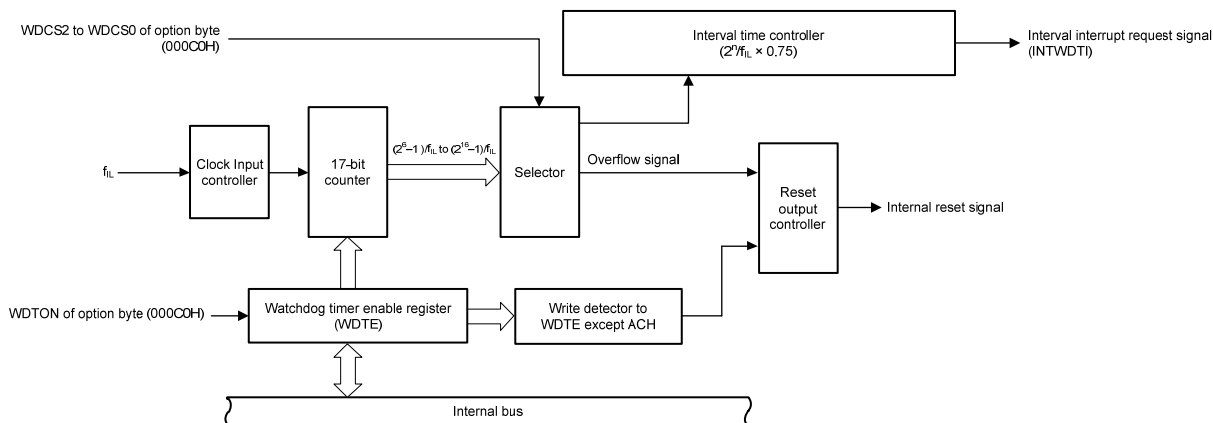 WDCS2 to WDCS0 of option byte
(000C0H)
Interval time controller
(2ⁿ/fIL × 0.75)
Interval interrupt request signal
(INTWDTI)
fIL
Clock Input
controller
17-bit
counter
(2⁶–1)/fIL to (2¹⁶–1)/fIL
Selector
Overflow signal
Reset
output
controller
Internal reset signal
WDTON of option byte (000C0H)
Watchdog timer enable register
(WDTE)
Write detector to
WDTE except ACH
Internal bus